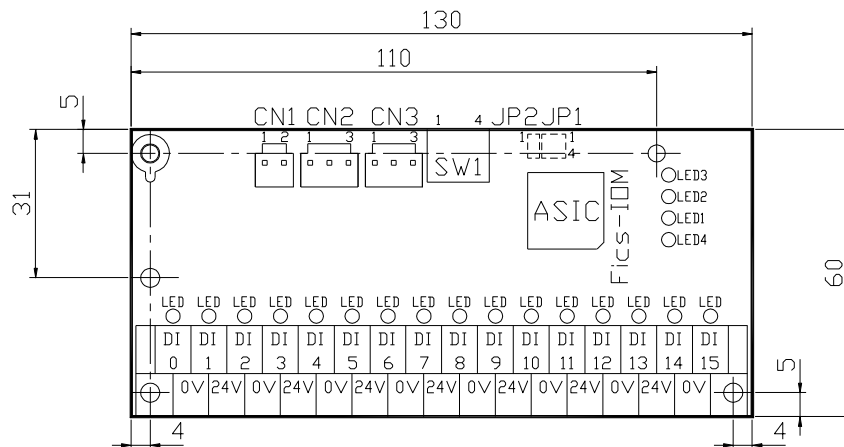 130
110
5
CN1 CN2 CN3 1 4 JP2 JP1
1 2 1 3 1 3 1 1
4
SW1
31
60
LED3
LED2
LED1
LED4
ASIC
Fics-IOM
LED LED LED LED LED LED LED LED LED LED LED LED LED LED LED LED
DI DI DI DI DI DI DI DI DI DI DI DI DI DI DI DI
0 1 2 3 4 5 6 7 8 9 10 11 12 13 14 15
0V 24V 0V 24V 0V 24V 0V 24V 0V 24V 0V 24V 0V 24V 0V
5
4 4